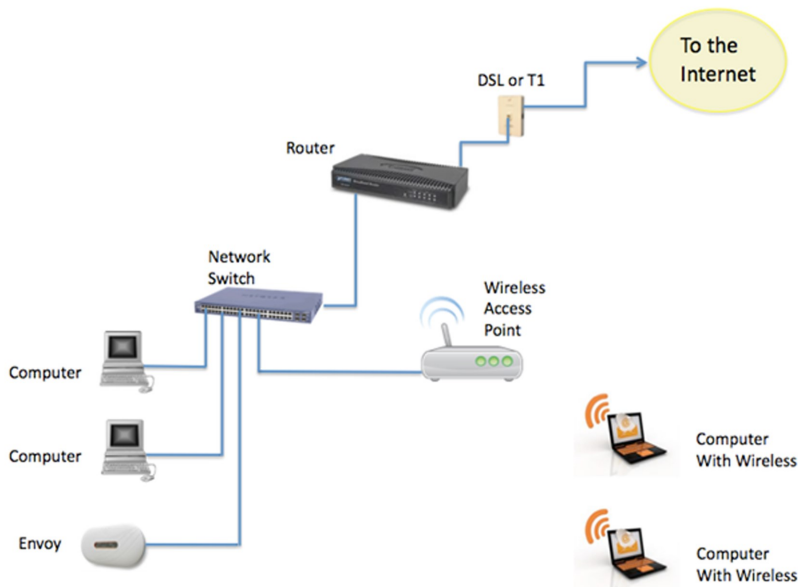 To the
Internet
DSL or T1
Router
Network
Switch
Wireless
Access
Point
Computer
Computer
Computer
With Wireless
Envoy
Computer
With Wireless